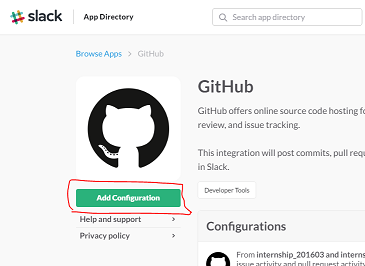 slack App Directory Search app directory
Browse Apps > GitHub
GitHub
GitHub offers online source code hosting fo
review, and issue tracking.
This integration will post commits, pull requ
in Slack.
Developer Tools
Add Configuration
Help and support >
Privacy policy >
Configurations
From internship_201603 and interns
issue activity and pull request activity